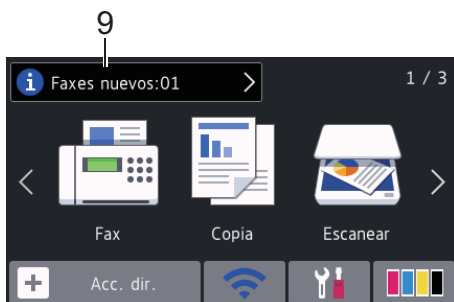 9
Faxes nuevos:01
1 / 3
Fax Copia Escanear
Acc. dir.